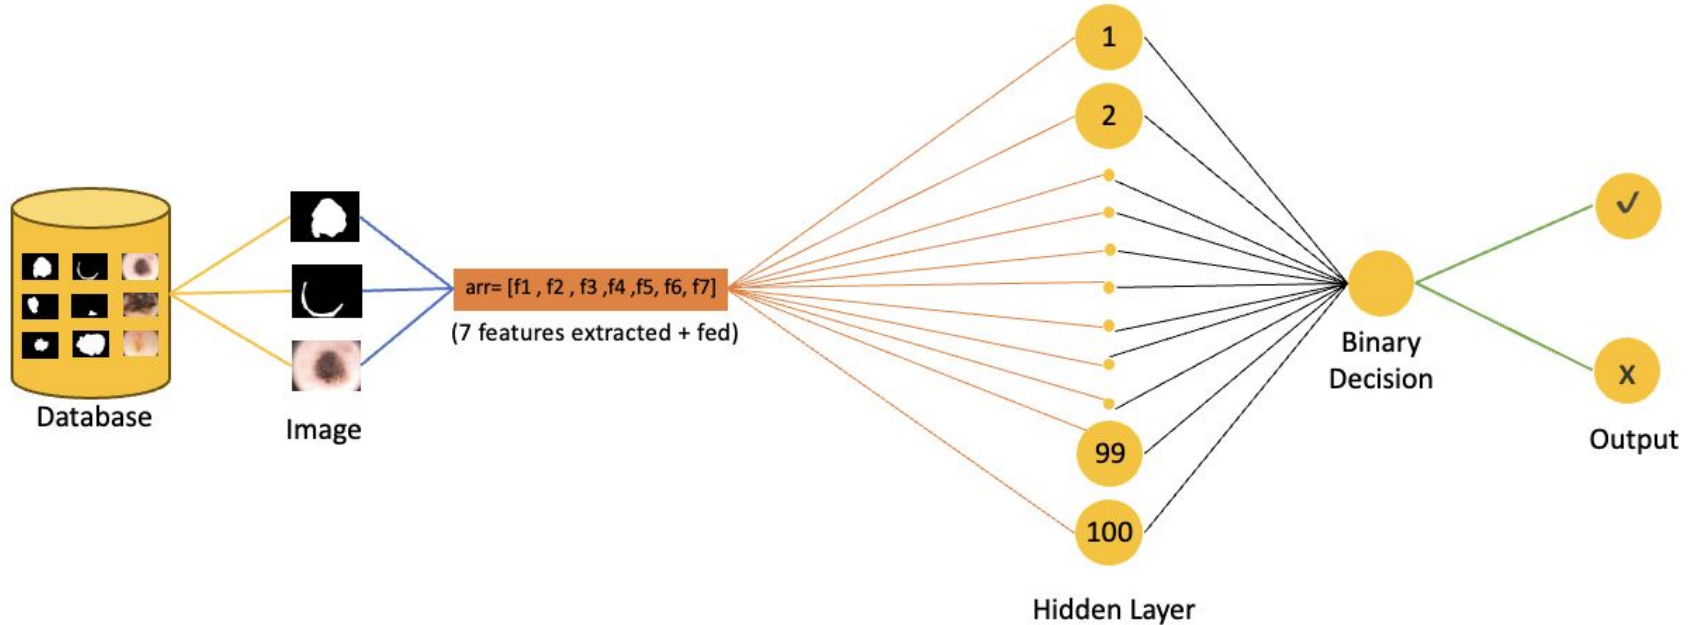 Database
Image
arr= [f1 , f2 , f3 ,f4 ,f5, f6, f7]
(7 features extracted + fed)
1
2
99
100
Hidden Layer
Binary
Decision
✓
X
Output